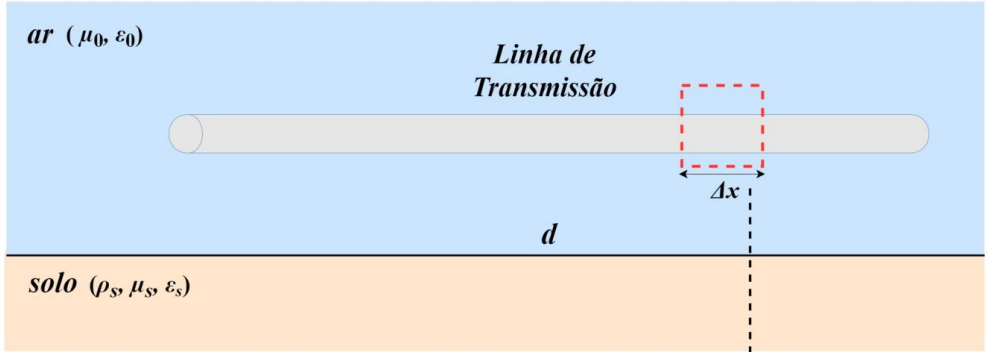 ar ( μ₀, ε₀)
Linha de
Transmissão
Δx
d
solo (ρₛ, μₛ, εₛ)